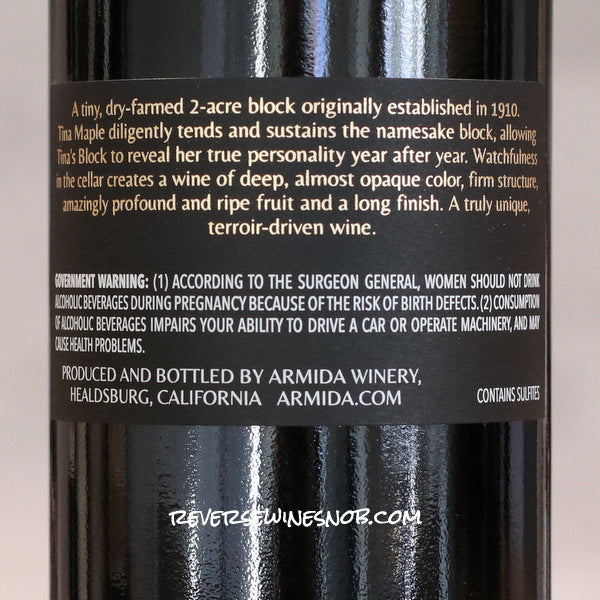 A tiny, dry-farmed 2-acre block originally established in 1910.
Tina Maple diligently tends and sustains the namesake block, allowing
Tina's Block to reveal her true personality year after year. Watchfulness
in the cellar creates a wine of deep, almost opaque color, firm structure,
amazingly profound and ripe fruit and a long finish. A truly unique,
terroir-driven wine.
GOVERNMENT WARNING: (1) ACCORDING TO THE SURGEON GENERAL, WOMEN SHOULD NOT DRINK
ALCOHOLIC BEVERAGES DURING PREGNANCY BECAUSE OF THE RISK OF BIRTH DEFECTS. (2) CONSUMPTION
OF ALCOHOLIC BEVERAGES IMPAIRS YOUR ABILITY TO DRIVE A CAR OR OPERATE MACHINERY, AND MAY
CAUSE HEALTH PROBLEMS.
PRODUCED AND BOTTLED BY ARMIDA WINERY,
HEALDSBURG, CALIFORNIA ARMIDA.COM
CONTAINS SULFITES
REVERSEWINESNOB.COM